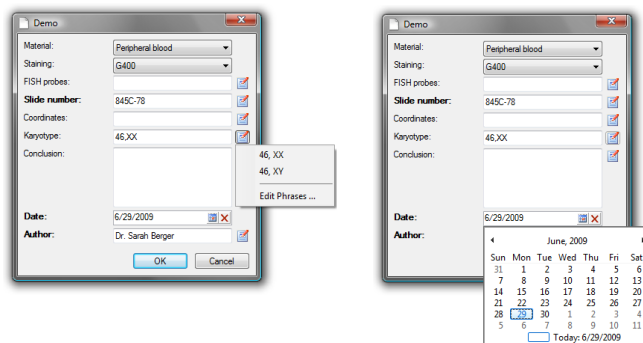 Demo
Material: Peripheral blood
Staining: G400
FISH probes:
Slide number: 845C-78
Coordinates:
Karyotype: 46,XX
46, XX
46, XY
Edit Phrases ...
Conclusion:
Date: 6/29/2009
Author: Dr. Sarah Berger
OK Cancel
Demo
Material: Peripheral blood
Staining: G400
FISH probes:
Slide number: 845C-78
Coordinates:
Karyotype: 46,XX
Conclusion:
Date: 6/29/2009
Author:
June, 2009
Sun Mon Tue Wed Thu Fri Sat
31 1 2 3 4 5 6
7 8 9 10 11 12 13
14 15 16 17 18 19 20
21 22 23 24 25 26 27
28 29 30 1 2 3 4
5 6 7 8 9 10 11
Today: 6/29/2009